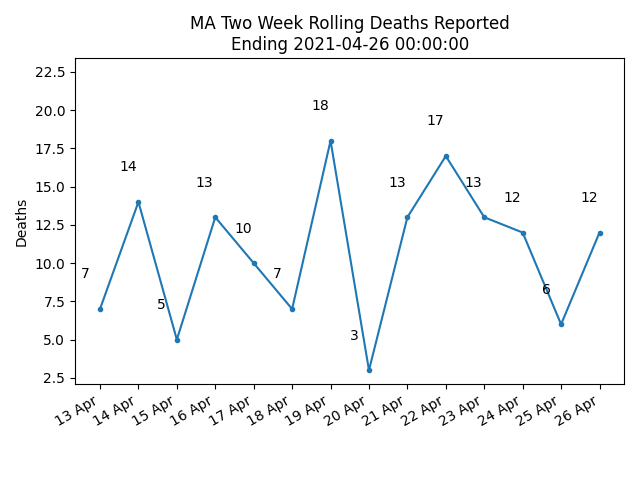 MA Two Week Rolling Deaths Reported
Ending 2021-04-26 00:00:00
Deaths
22.5
20.0
17.5
15.0
12.5
10.0
7.5
5.0
2.5
7
14
5
13
10
7
18
3
13
17
13
12
6
12
13 Apr
14 Apr
15 Apr
16 Apr
17 Apr
18 Apr
19 Apr
20 Apr
21 Apr
22 Apr
23 Apr
24 Apr
25 Apr
26 Apr